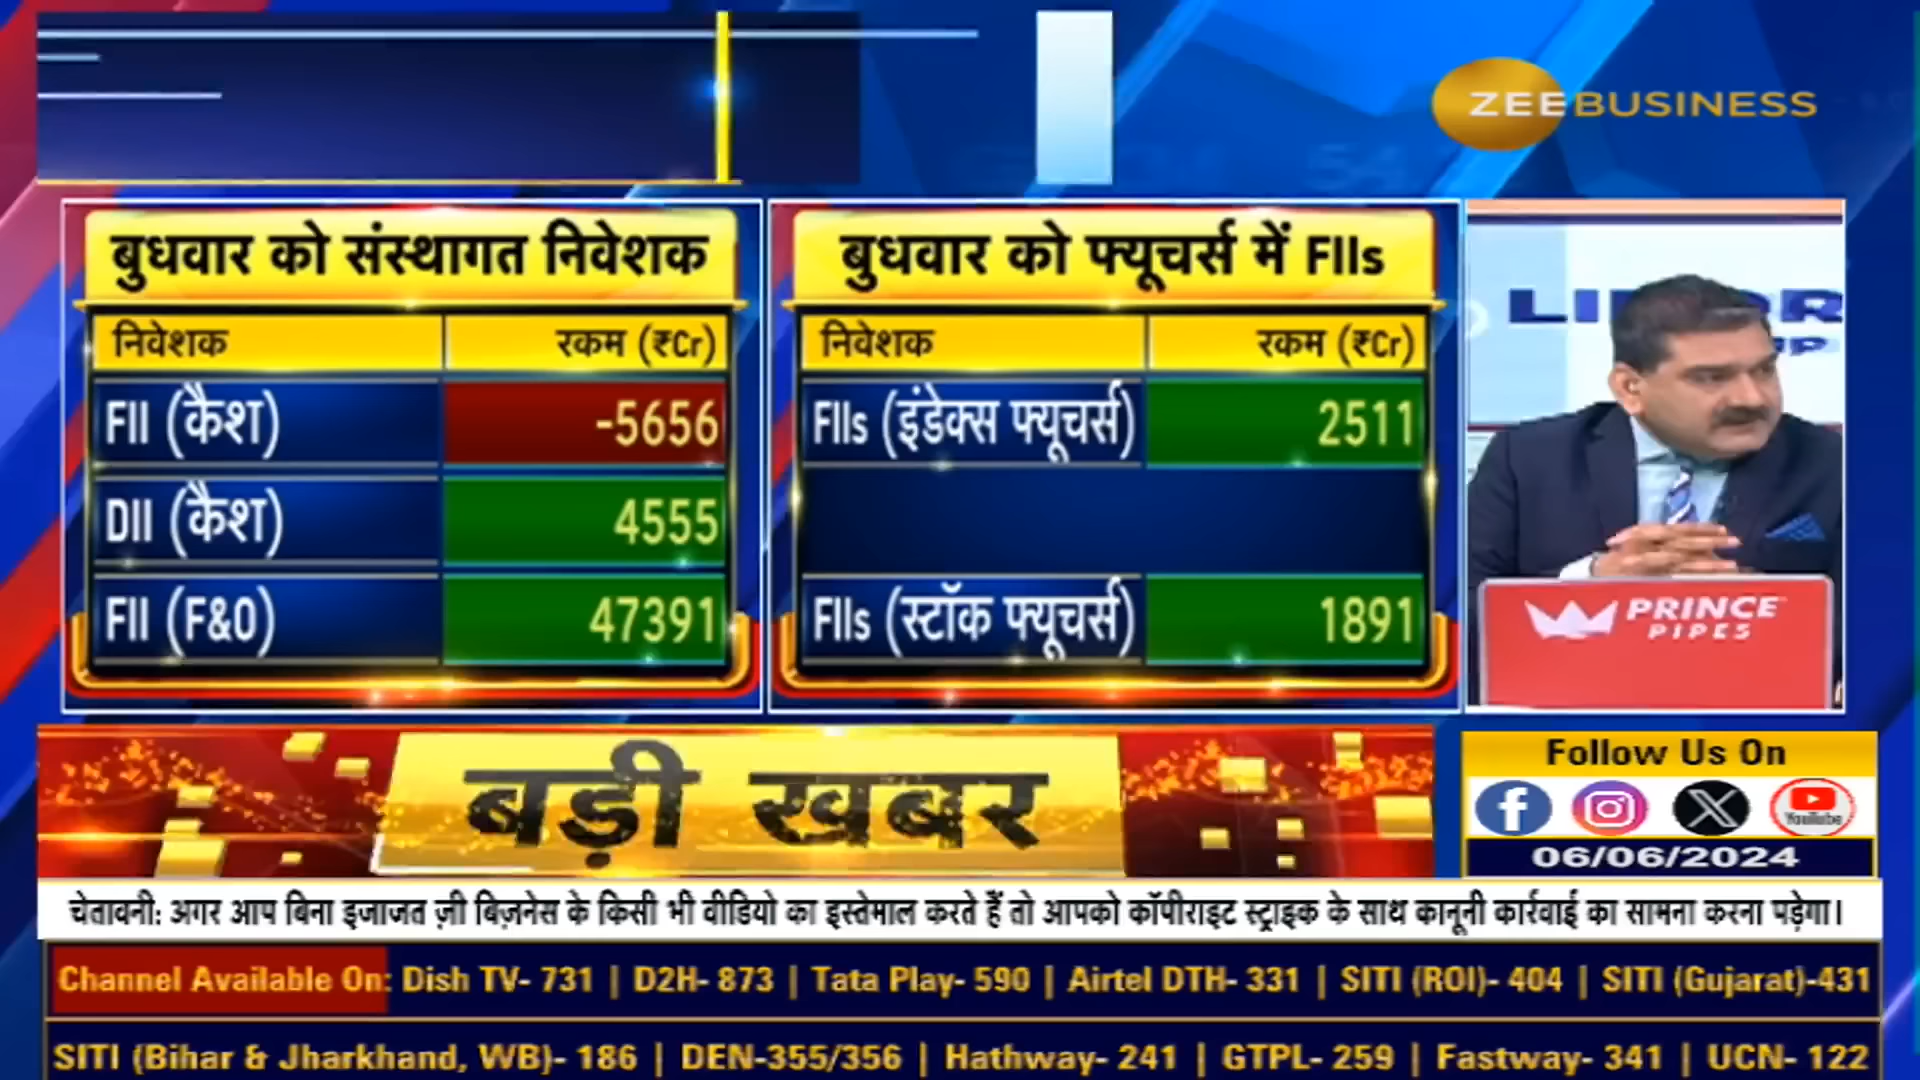 ZEEBUSINESS
बुधवार को संस्थागत निवेशक
निवेशक रकम (₹Cr)
FII (कैश) -5656
DII (कैश) 4555
FII (F&O) 47391
बुधवार को फ्यूचर्स में FIIs
निवेशक रकम (₹Cr)
FIIs (इंडेक्स फ्यूचर्स) 2511
FIIs (स्टॉक फ्यूचर्स) 1891
PRINCE
PIPES
बड़ी खबर
Follow Us On
YouTube
06/06/2024
चेतावनी: अगर आप बिना इजाजत ज़ी बिज़नेस के किसी भी वीडियो का इस्तेमाल करते हैं तो आपको कॉपीराइट स्ट्राइक के साथ कानूनी कार्रवाई का सामना करना पड़ेगा।
Channel Available On: Dish TV- 731 | D2H- 873 | Tata Play- 590 | Airtel DTH- 331 | SITI (ROI)- 404 | SITI (Gujarat)-431
SITI (Bihar & Jharkhand, WB)- 186 | DEN-355/356 | Hathway- 241 | GTPL- 259 | Fastway- 341 | UCN- 122